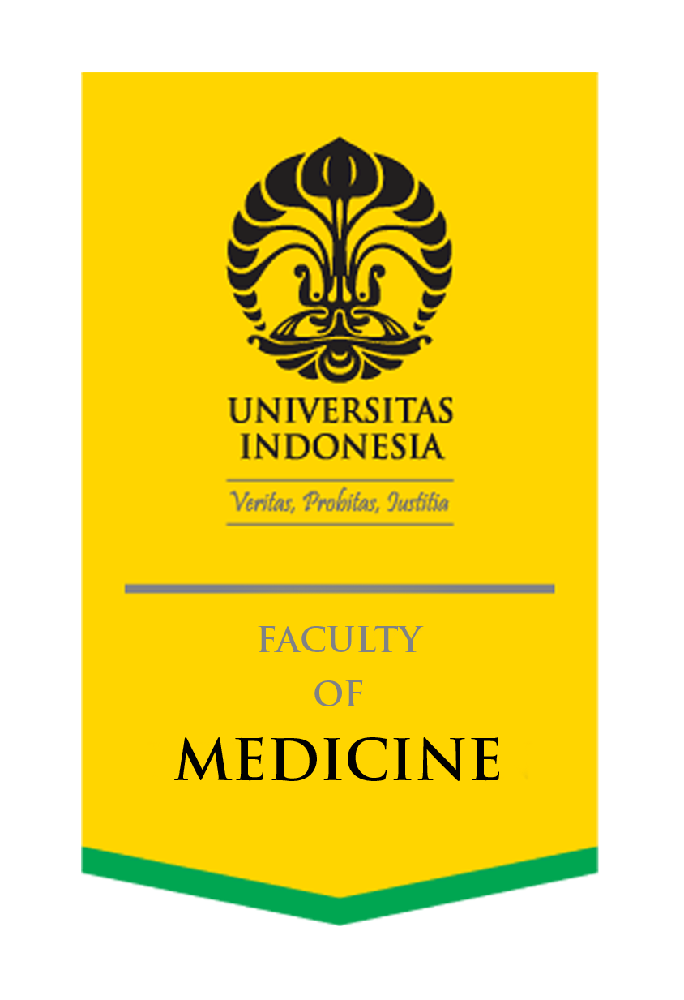 UNIVERSITAS
INDONESIA
Veritas, Probitas, Iustitia
FACULTY
OF
MEDICINE